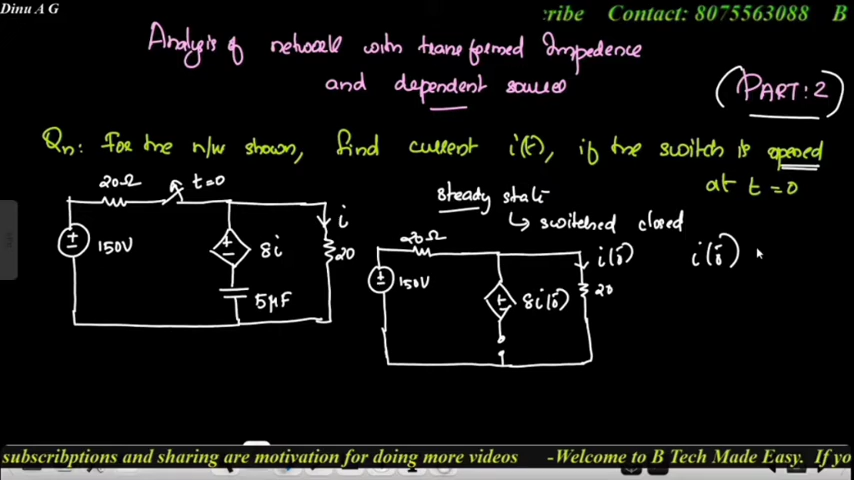 Dinu A G
ribe Contact: 8075563088 B
Analysis of network with transformed Impedence
and dependent source
(PART: 2)
Qn: For the n/w shown, find current i(t), if the switch is opened
at t = 0
20Ω t=0
i
150V
8i
20
5μF
steady state
↳ switched closed
20Ω
i(0⁻)
i(0⁻)
150V
8i(0⁻)
20
subscribptions and sharing are motivation for doing more videos -Welcome to B Tech Made Easy. If yo